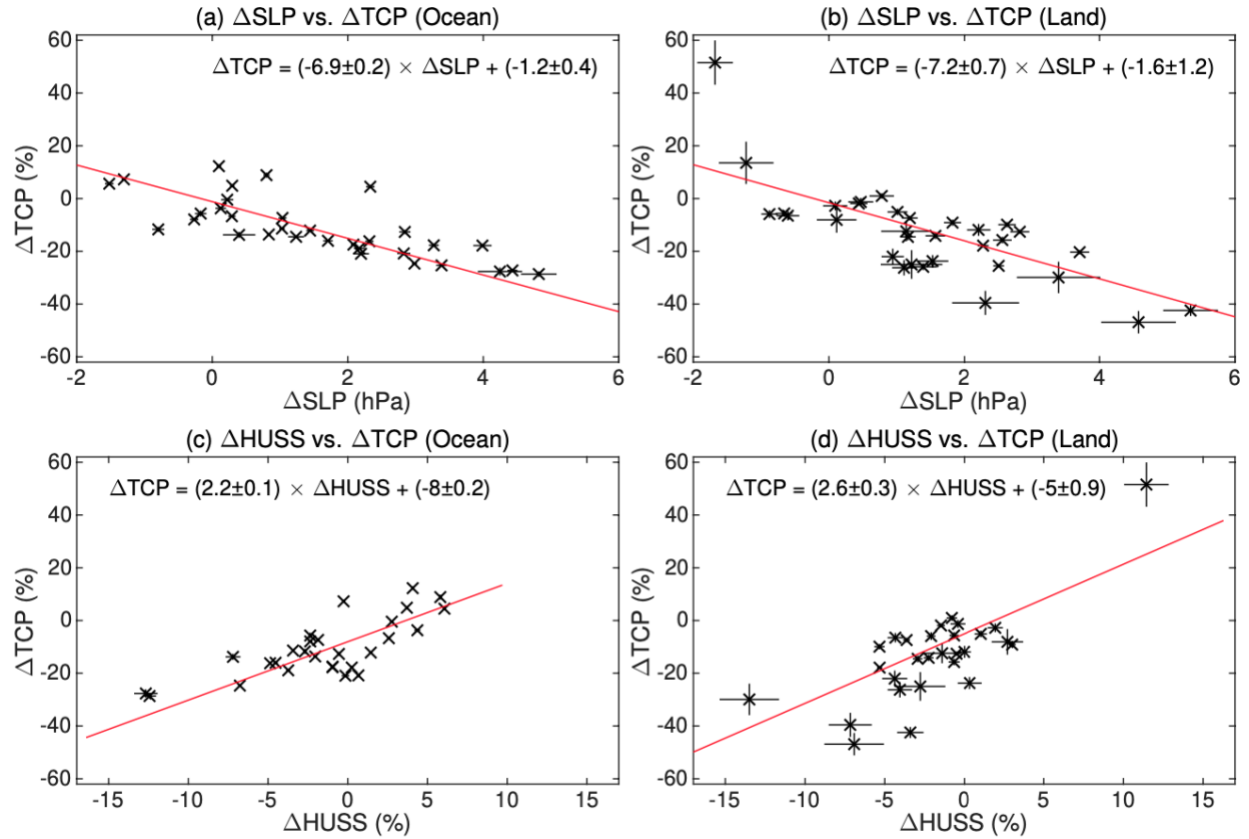 (a) ΔSLP vs. ΔTCP (Ocean)
ΔTCP = (-6.9±0.2) × ΔSLP + (-1.2±0.4)
60
40
20
0
-20
-40
-60
ΔTCP (%)
-2 0 2 4 6
ΔSLP (hPa)
(b) ΔSLP vs. ΔTCP (Land)
ΔTCP = (-7.2±0.7) × ΔSLP + (-1.6±1.2)
60
40
20
0
-20
-40
-60
ΔTCP (%)
-2 0 2 4 6
ΔSLP (hPa)
(c) ΔHUSS vs. ΔTCP (Ocean)
ΔTCP = (2.2±0.1) × ΔHUSS + (-8±0.2)
60
40
20
0
-20
-40
-60
ΔTCP (%)
-15 -10 -5 0 5 10 15
ΔHUSS (%)
(d) ΔHUSS vs. ΔTCP (Land)
ΔTCP = (2.6±0.3) × ΔHUSS + (-5±0.9)
60
40
20
0
-20
-40
-60
ΔTCP (%)
-15 -10 -5 0 5 10 15
ΔHUSS (%)